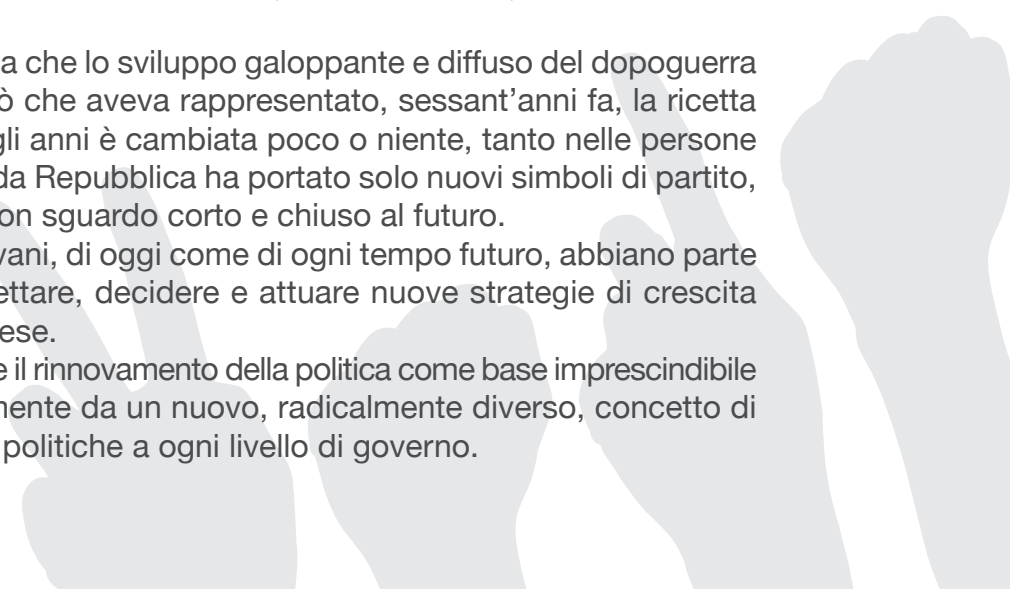 a che lo sviluppo galoppante e diffuso del dopoguerra
ò che aveva rappresentato, sessant'anni fa, la ricetta
gli anni è cambiata poco o niente, tanto nelle persone
da Repubblica ha portato solo nuovi simboli di partito,
on sguardo corto e chiuso al futuro.
vani, di oggi come di ogni tempo futuro, abbiano parte
ettare, decidere e attuare nuove strategie di crescita
ese.
e il rinnovamento della politica come base imprescindibile
mente da un nuovo, radicalmente diverso, concetto di
politiche a ogni livello di governo.